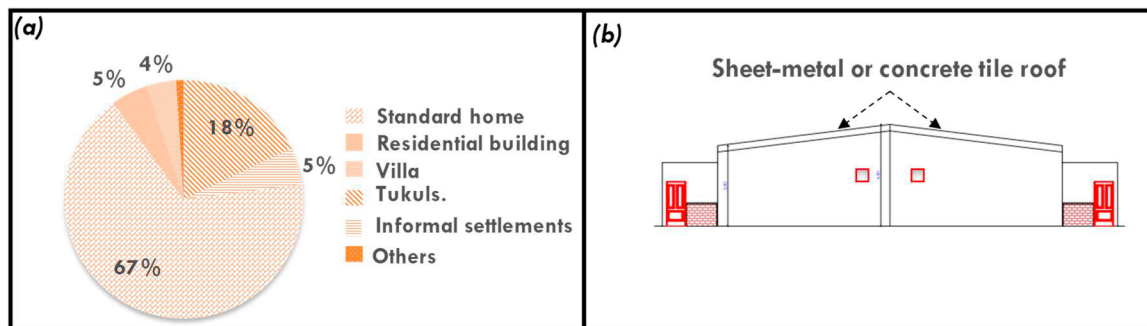 (a)
5%
4%
18%
5%
67%
Standard home
Residential building
Villa
Tukuls.
Informal settlements
Others
(b)
Sheet-metal or concrete tile roof